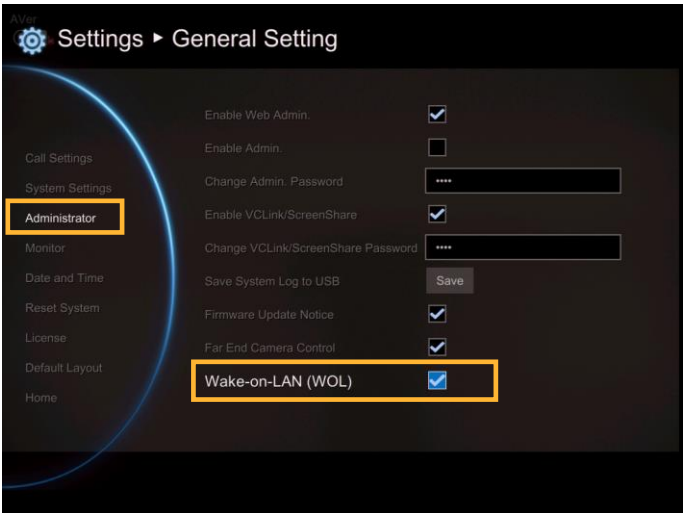 AVer
Settings ▸ General Setting
Call Settings
System Settings
Administrator
Monitor
Date and Time
Reset System
License
Default Layout
Home
Enable Web Admin.
Enable Admin.
Change Admin. Password ••••
Enable VCLink/ScreenShare
Change VCLink/ScreenShare Password ••••
Save System Log to USB Save
Firmware Update Notice
Far End Camera Control
Wake-on-LAN (WOL)